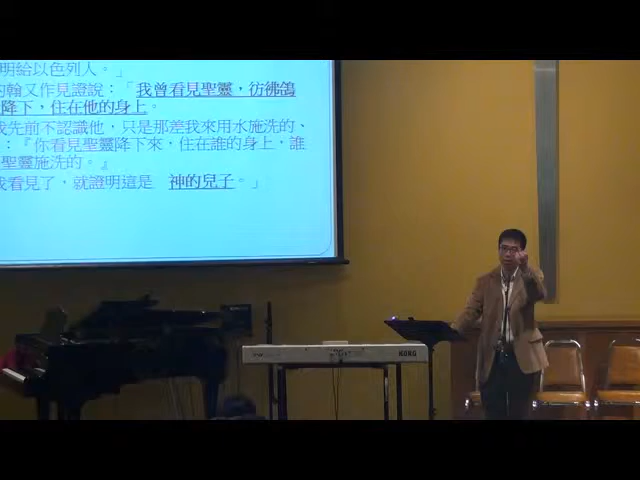 明給以色列人。」
約翰又作見證說：「我曾看見聖靈，彷彿鴿
降下，住在他的身上。
我先前不認識他，只是那差我來用水施洗的、
：『你看見聖靈降下來，住在誰的身上，誰
聖靈施洗的。』
我看見了，就證明這是 神的兒子。」
KORG